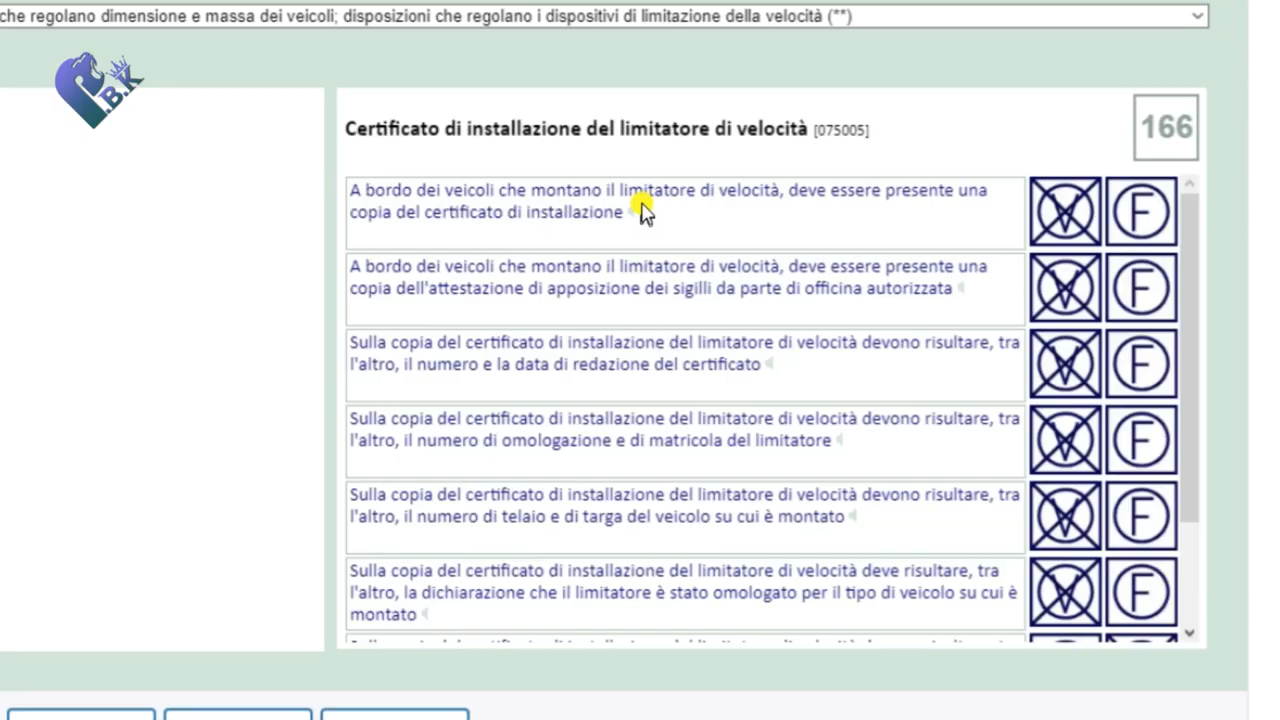 che regolano dimensione e massa dei veicoli; disposizioni che regolano i dispositivi di limitazione della velocità (**)
.B.K
Certificato di installazione del limitatore di velocità [075005]
166
A bordo dei veicoli che montano il limitatore di velocità, deve essere presente una
copia del certificato di installazione
V F
A bordo dei veicoli che montano il limitatore di velocità, deve essere presente una
copia dell'attestazione di apposizione dei sigilli da parte di officina autorizzata
V F
Sulla copia del certificato di installazione del limitatore di velocità devono risultare, tra
l'altro, il numero e la data di redazione del certificato
V F
Sulla copia del certificato di installazione del limitatore di velocità devono risultare, tra
l'altro, il numero di omologazione e di matricola del limitatore
V F
Sulla copia del certificato di installazione del limitatore di velocità devono risultare, tra
l'altro, il numero di telaio e di targa del veicolo su cui è montato
V F
Sulla copia del certificato di installazione del limitatore di velocità deve risultare, tra
l'altro, la dichiarazione che il limitatore è stato omologato per il tipo di veicolo su cui è
montato
V F